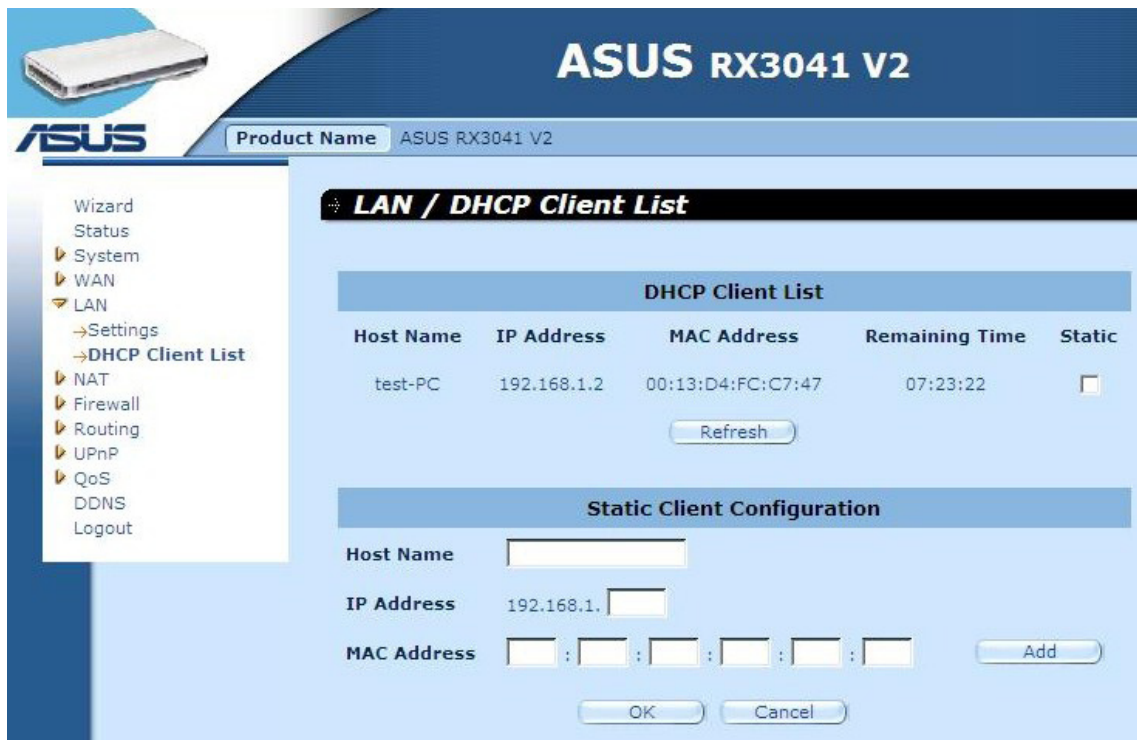 ASUS RX3041 V2
ASUS
Product Name ASUS RX3041 V2
Wizard
Status
System
WAN
LAN
→Settings
→DHCP Client List
NAT
Firewall
Routing
UPnP
QoS
DDNS
Logout
LAN / DHCP Client List
DHCP Client List
Host Name IP Address MAC Address Remaining Time Static
test-PC 192.168.1.2 00:13:D4:FC:C7:47 07:23:22
Refresh
Static Client Configuration
Host Name
IP Address 192.168.1.
MAC Address : : : : : Add
OK Cancel